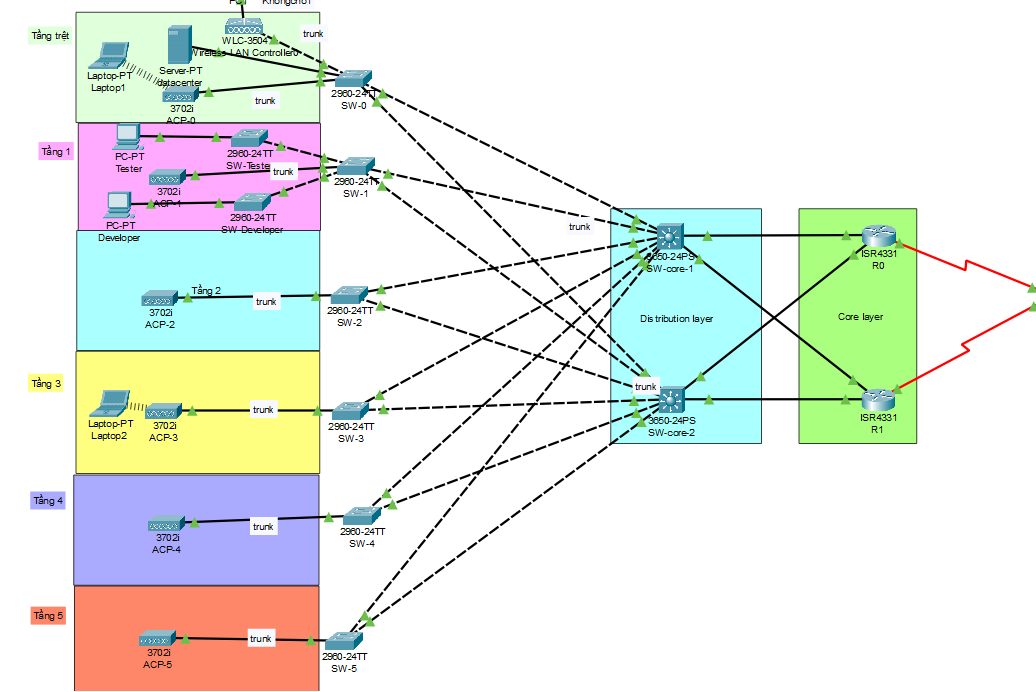 Tầng trệt
trunk
WLC-3504
Wireless LAN Controller0
Laptop-PT
Laptop1
Server-PT
datacenter
3702i
ACP-0
trunk
2960-24TT
SW-0
Tầng 1
PC-PT
Tester
2960-24TT
SW-Tester
3702i
ACP-1
trunk
2960-24TT
SW-1
PC-PT
Developer
2960-24TT
SW-Developer
Tầng 2
3702i
ACP-2
trunk
2960-24TT
SW-2
Tầng 3
Laptop-PT
Laptop2
3702i
ACP-3
trunk
2960-24TT
SW-3
Tầng 4
3702i
ACP-4
trunk
2960-24TT
SW-4
Tầng 5
3702i
ACP-5
trunk
2960-24TT
SW-5
trunk
3650-24PS
SW-core-1
Distribution layer
trunk
3650-24PS
SW-core-2
ISR4331
R0
Core layer
ISR4331
R1